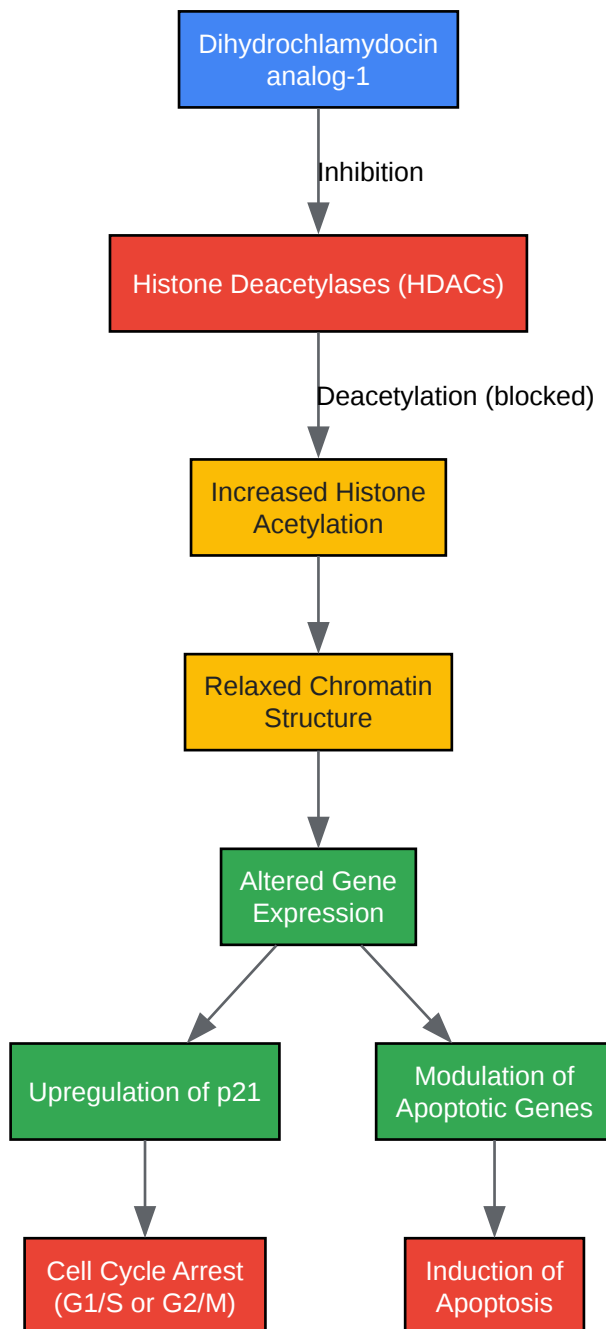 Dihydrochlamydocin
analog-1
Inhibition
Histone Deacetylases (HDACs)
Deacetylation (blocked)
Increased Histone
Acetylation
Relaxed Chromatin
Structure
Altered Gene
Expression
Upregulation of p21
Modulation of
Apoptotic Genes
Cell Cycle Arrest
(G1/S or G2/M)
Induction of
Apoptosis